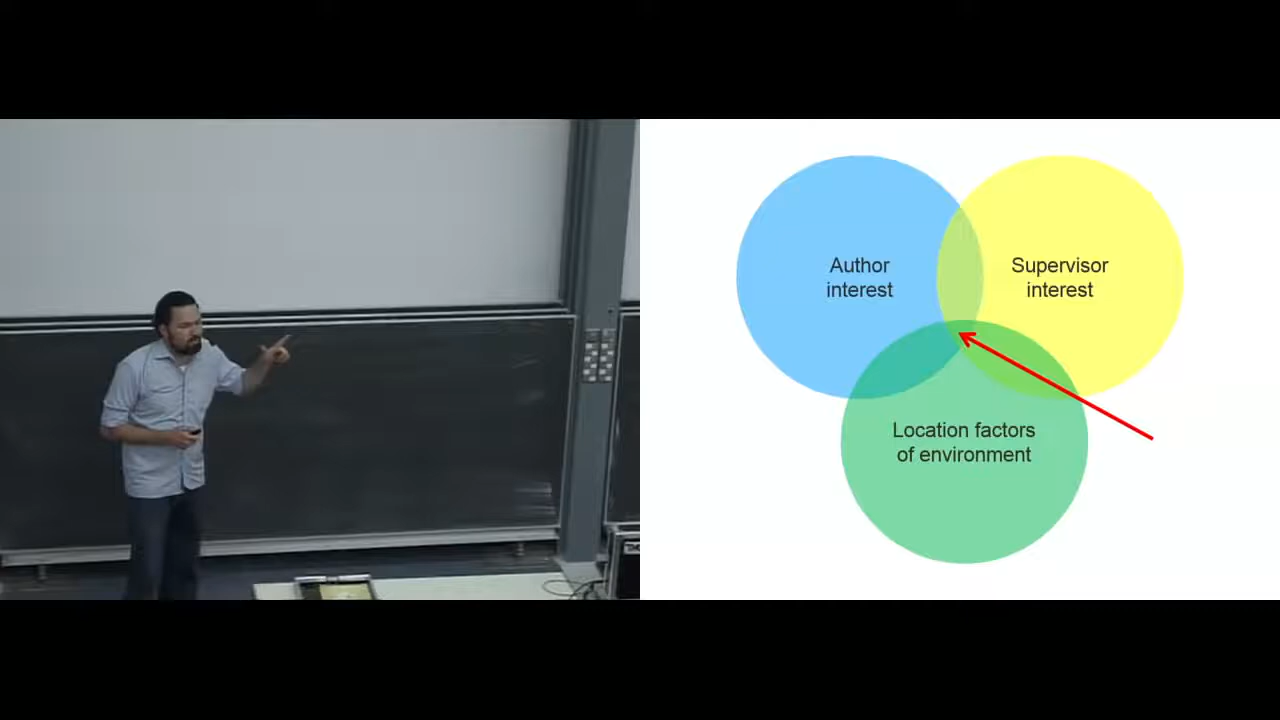 Author
interest
Supervisor
interest
Location factors
of environment